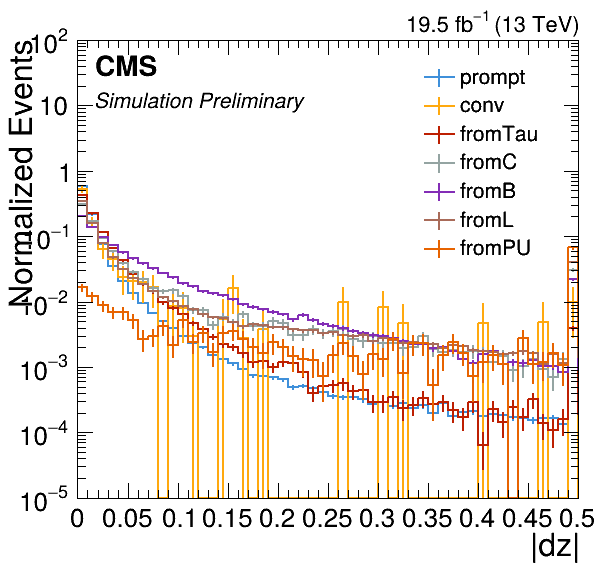 19.5 fb⁻¹ (13 TeV)
CMS
Simulation Preliminary
prompt
conv
fromTau
fromC
fromB
fromL
fromPU
Normalized Events
10²
10
1
10⁻¹
10⁻²
10⁻³
10⁻⁴
10⁻⁵
0 0.05 0.1 0.15 0.2 0.25 0.3 0.35 0.4 0.45 0.5
|dz|